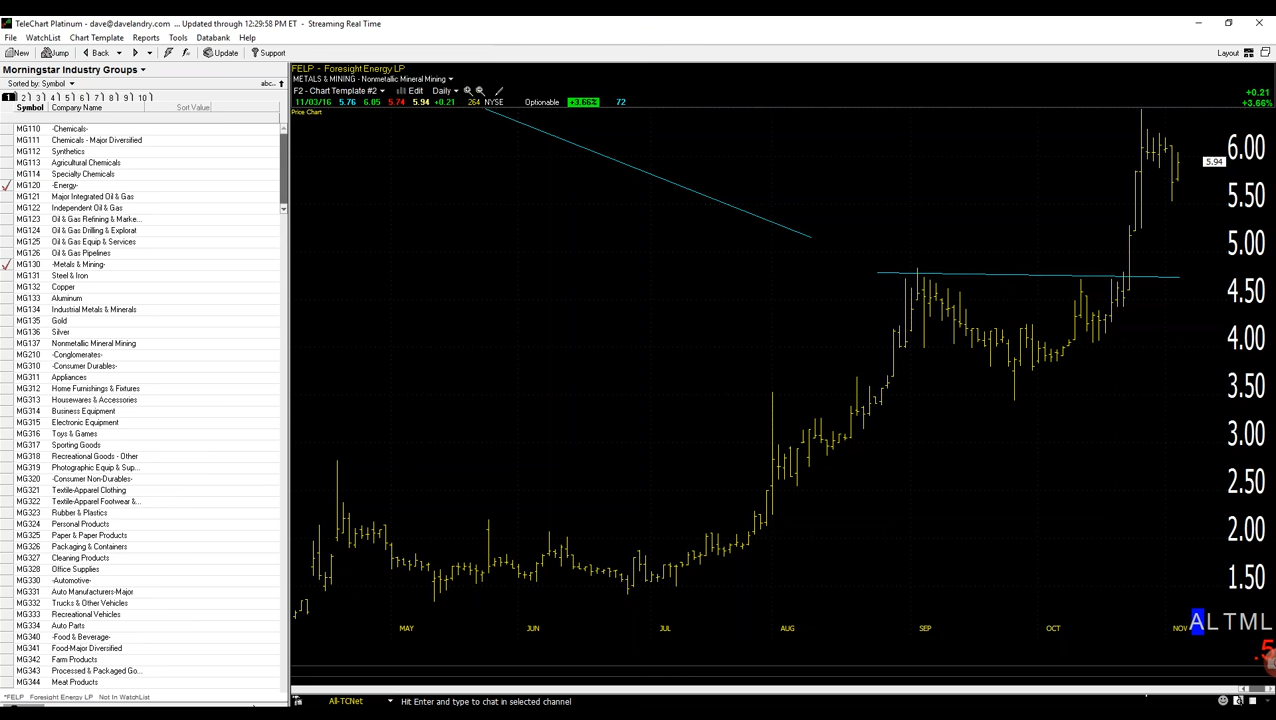 TeleChart Platinum - dave@davelandry.com ... Updated through 12:29:58 PM ET - Streaming Real Time
File WatchList Chart Template Reports Tools Databank Help
New Jump Back Update Support Layout
Morningstar Industry Groups
Sorted by: Symbol abc..
1 2 3 4 5 6 7 8 9 10
Symbol Company Name Sort Value
MG110 -Chemicals-
MG111 Chemicals - Major Diversified
MG112 Synthetics
MG113 Agricultural Chemicals
MG114 Specialty Chemicals
MG120 -Energy-
MG121 Major Integrated Oil & Gas
MG122 Independent Oil & Gas
MG123 Oil & Gas Refining & Marke...
MG124 Oil & Gas Drilling & Explorat
MG125 Oil & Gas Equip & Services
MG126 Oil & Gas Pipelines
MG130 -Metals & Mining-
MG131 Steel & Iron
MG132 Copper
MG133 Aluminum
MG134 Industrial Metals & Minerals
MG135 Gold
MG136 Silver
MG137 Nonmetallic Mineral Mining
MG210 -Conglomerates-
MG310 -Consumer Durables-
MG311 Appliances
MG312 Home Furnishings & Fixtures
MG313 Housewares & Accessories
MG314 Business Equipment
MG315 Electronic Equipment
MG316 Toys & Games
MG317 Sporting Goods
MG318 Recreational Goods - Other
MG319 Photographic Equip & Sup...
MG320 -Consumer Non-Durables-
MG321 Textile-Apparel Clothing
MG322 Textile-Apparel Footwear &...
MG323 Rubber & Plastics
MG324 Personal Products
MG325 Paper & Paper Products
MG326 Packaging & Containers
MG327 Cleaning Products
MG328 Office Supplies
MG330 -Automotive-
MG331 Auto Manufacturers-Major
MG332 Trucks & Other Vehicles
MG333 Recreational Vehicles
MG334 Auto Parts
MG340 -Food & Beverage-
MG341 Food-Major Diversified
MG342 Farm Products
MG343 Processed & Packaged Go...
MG344 Meat Products
*FELP Foresight Energy LP Not In WatchList
FELP - Foresight Energy LP
METALS & MINING - Nonmetallic Mineral Mining
F2 - Chart Template #2 Edit Daily
11/03/16 5.76 6.05 5.74 5.94 +0.21 264 NYSE Optionable +3.66% 72
+0.21
+3.66%
Price Chart
6.00
5.94
5.50
5.00
4.50
4.00
3.50
3.00
2.50
2.00
1.50
ALTML
MAY JUN JUL AUG SEP OCT NOV
.5
All-TCNet Hit Enter and type to chat in selected channel